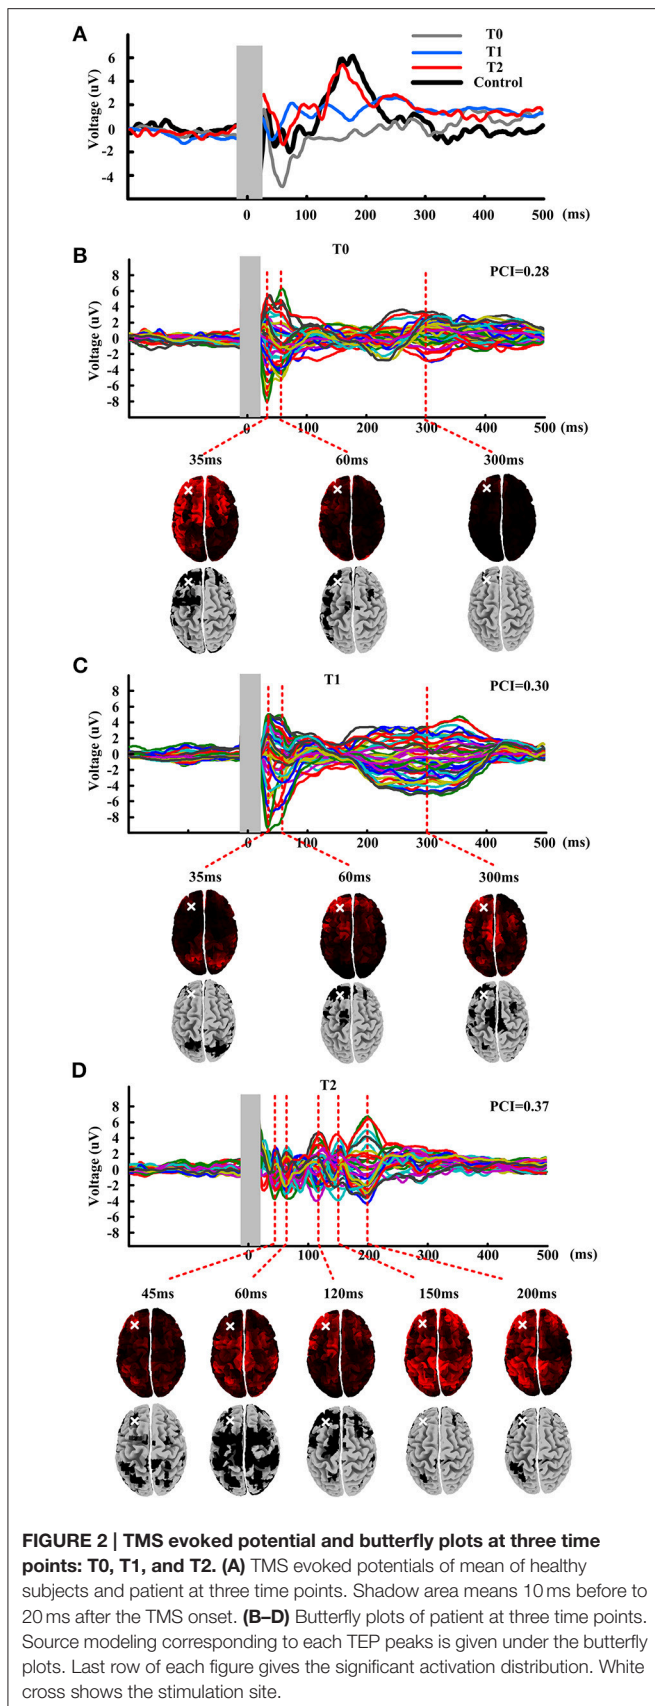 A
T0
T1
T2
Control
Voltage (uV)
6
4
2
0
-2
-4
0 100 200 300 400 500 (ms)
B
T0
PCI=0.28
Voltage (uV)
8
6
4
2
0
-2
-4
-6
-8
0 100 200 300 400 500 (ms)
35ms 60ms 300ms
C
T1
PCI=0.30
Voltage (uV)
8
6
4
2
0
-2
-4
-6
-8
0 100 200 300 400 500 (ms)
35ms 60ms 300ms
D
T2
PCI=0.37
Voltage (uV)
8
6
4
2
0
-2
-4
-6
-8
0 100 200 300 400 500 (ms)
45ms 60ms 120ms 150ms 200ms
FIGURE 2 | TMS evoked potential and butterfly plots at three time
points: T0, T1, and T2. (A) TMS evoked potentials of mean of healthy
subjects and patient at three time points. Shadow area means 10 ms before to
20 ms after the TMS onset. (B–D) Butterfly plots of patient at three time points.
Source modeling corresponding to each TEP peaks is given under the butterfly
plots. Last row of each figure gives the significant activation distribution. White
cross shows the stimulation site.